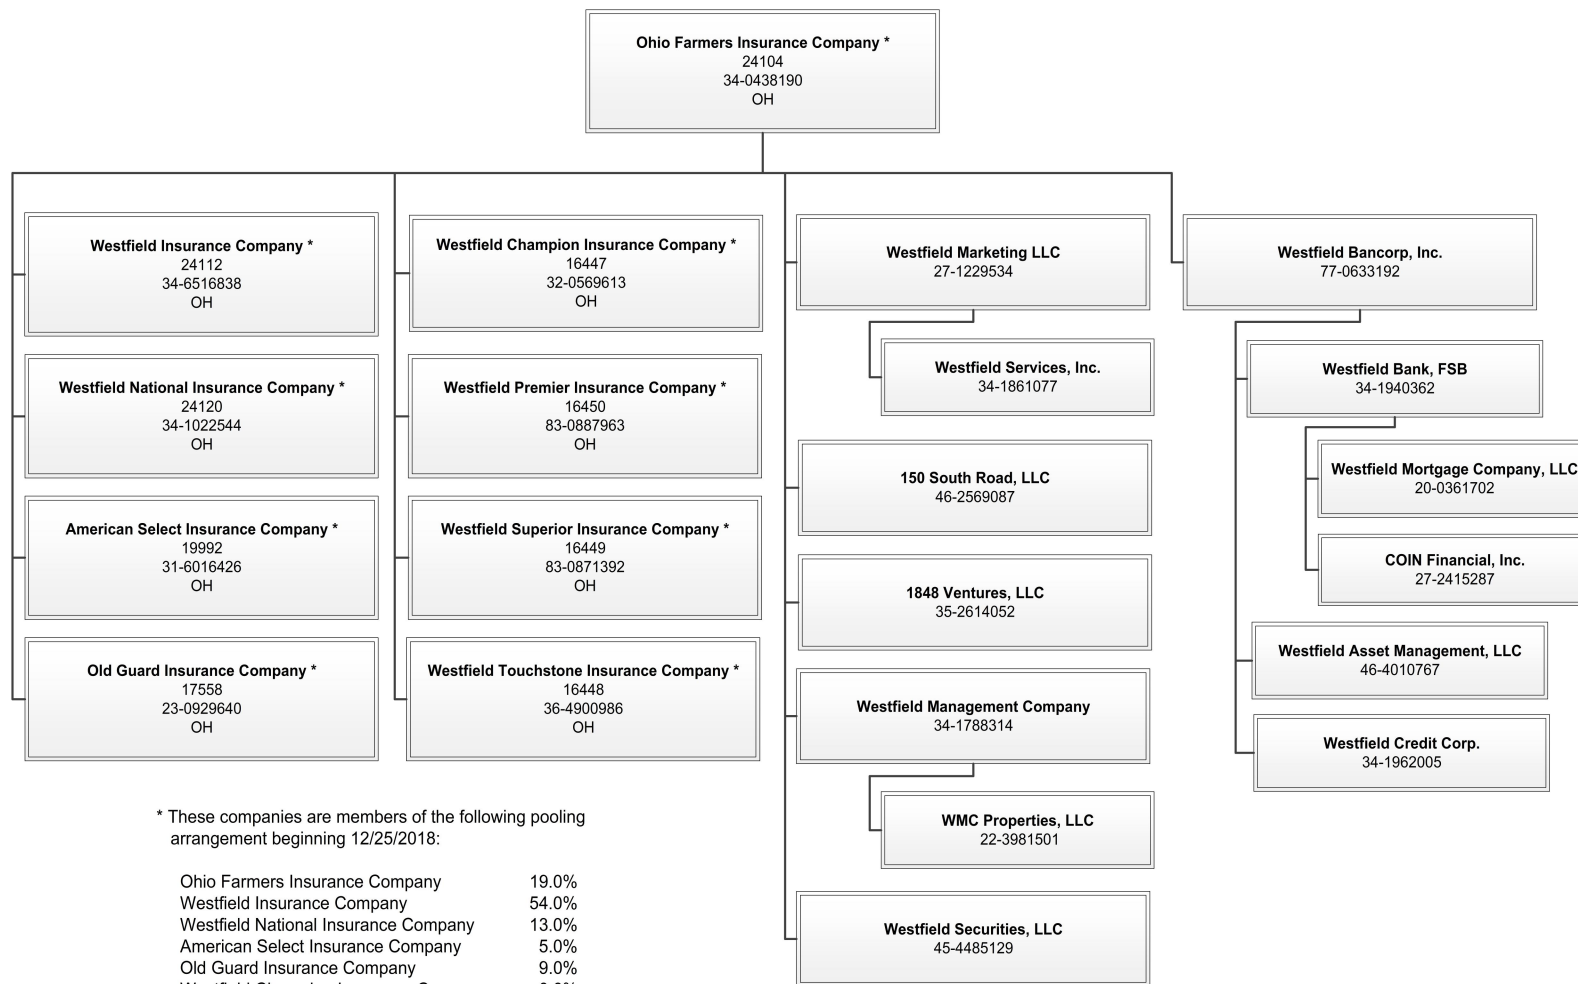 Ohio Farmers Insurance Company *
24104
34-0438190
OH
Westfield Insurance Company *
24112
34-6516838
OH
Westfield National Insurance Company *
24120
34-1022544
OH
American Select Insurance Company *
19992
31-6016426
OH
Old Guard Insurance Company *
17558
23-0929640
OH
Westfield Champion Insurance Company *
16447
32-0569613
OH
Westfield Premier Insurance Company *
16450
83-0887963
OH
Westfield Superior Insurance Company *
16449
83-0871392
OH
Westfield Touchstone Insurance Company *
16448
36-4900986
OH
Westfield Marketing LLC
27-1229534
Westfield Services, Inc.
34-1861077
150 South Road, LLC
46-2569087
1848 Ventures, LLC
35-2614052
Westfield Management Company
34-1788314
WMC Properties, LLC
22-3981501
Westfield Securities, LLC
45-4485129
Westfield Bancorp, Inc.
77-0633192
Westfield Bank, FSB
34-1940362
Westfield Mortgage Company, LLC
20-0361702
COIN Financial, Inc.
27-2415287
Westfield Asset Management, LLC
46-4010767
Westfield Credit Corp.
34-1962005
* These companies are members of the following pooling
arrangement beginning 12/25/2018:
Ohio Farmers Insurance Company 19.0%
Westfield Insurance Company 54.0%
Westfield National Insurance Company 13.0%
American Select Insurance Company 5.0%
Old Guard Insurance Company 9.0%